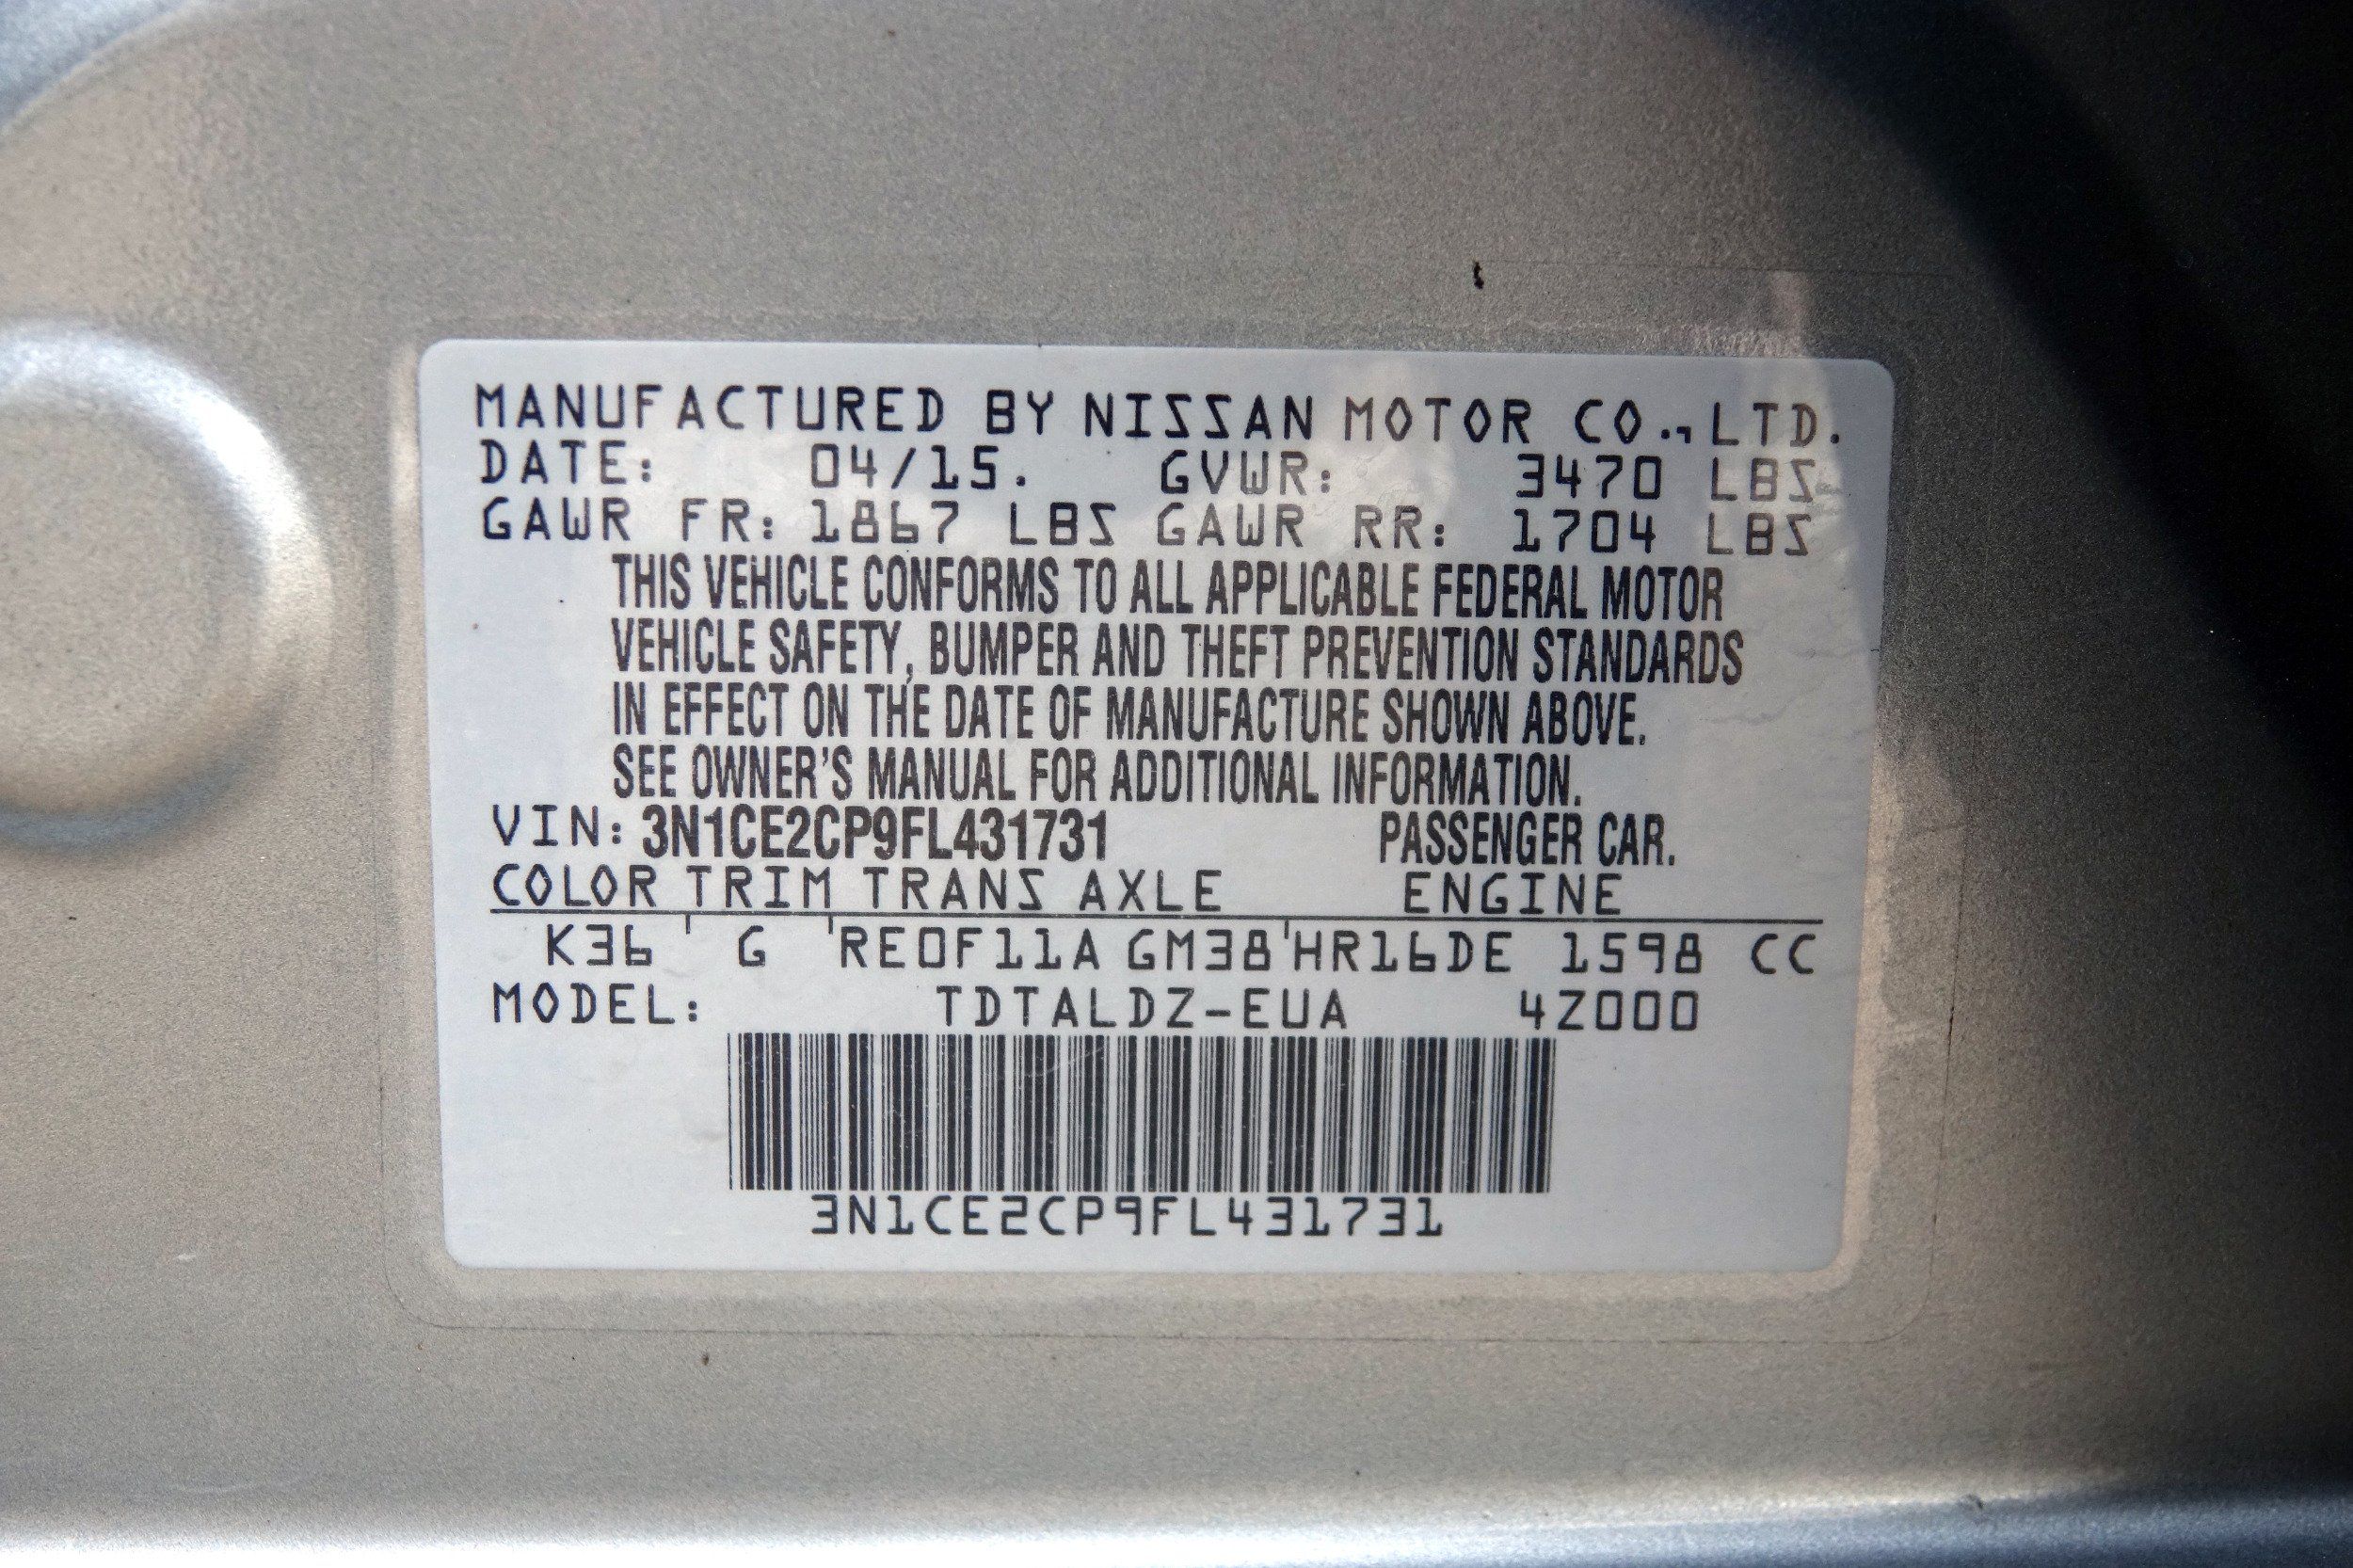 MANUFACTURED BY NISSAN MOTOR CO., LTD.
DATE: 04/15. GVWR: 3470 LBS
GAWR FR: 1867 LBS GAWR RR: 1704 LBS
THIS VEHICLE CONFORMS TO ALL APPLICABLE FEDERAL MOTOR
VEHICLE SAFETY, BUMPER AND THEFT PREVENTION STANDARDS
IN EFFECT ON THE DATE OF MANUFACTURE SHOWN ABOVE.
SEE OWNER'S MANUAL FOR ADDITIONAL INFORMATION.
VIN: 3N1CE2CP9FL431731 PASSENGER CAR.
COLOR TRIM TRANS AXLE ENGINE
K36 G RE0F11A GM38 HR16DE 1598 CC
MODEL: TDTALDZ-EUA 4Z000
3N1CE2CP9FL431731